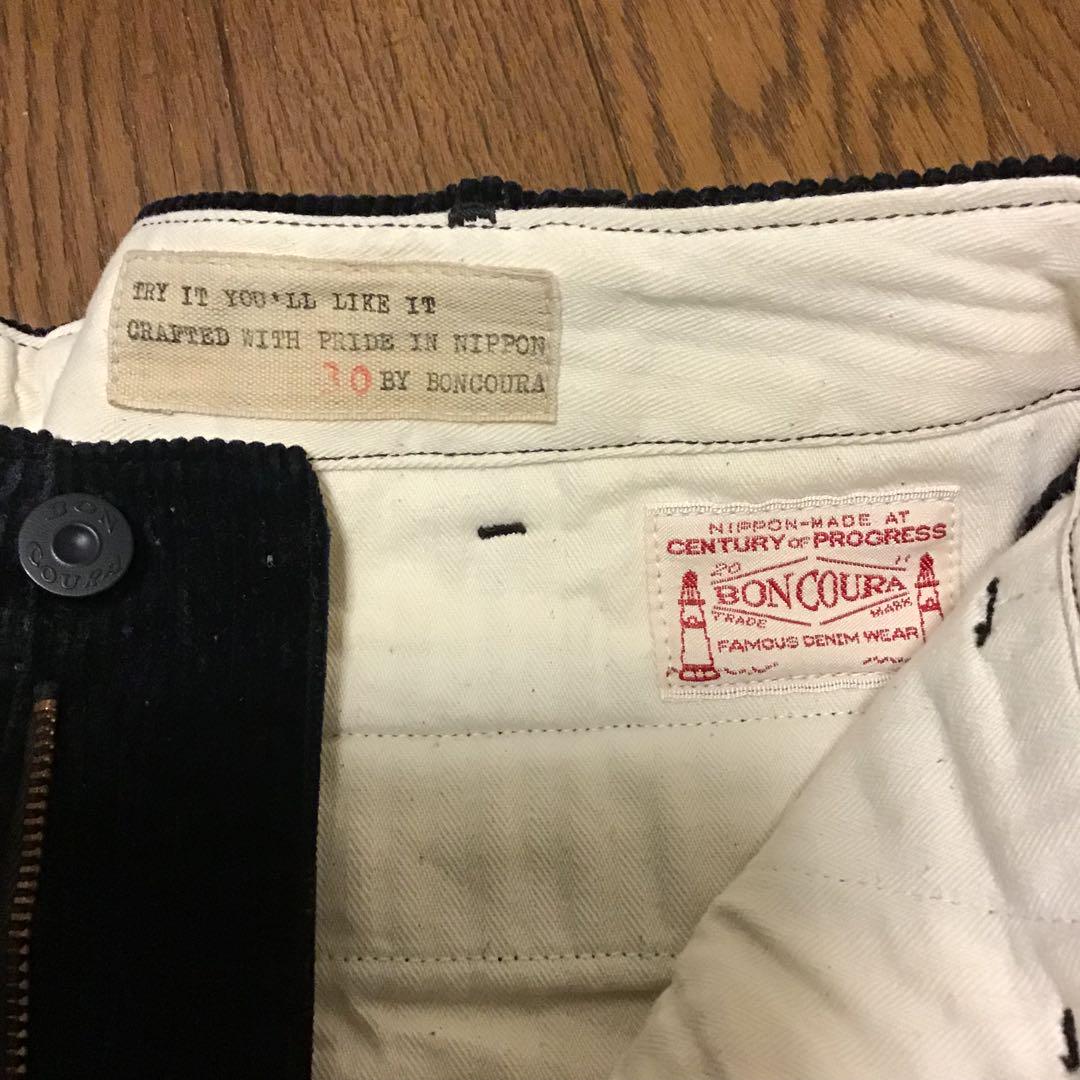 TRY IT YOU'LL LIKE IT
CRAFTED WITH PRIDE IN NIPPON
30 BY BONCOURA
BON
COURA
NIPPON-MADE AT
CENTURY OF PROGRESS
20 11
BONCOURA
TRADE MARK
FAMOUS DENIM WEAR